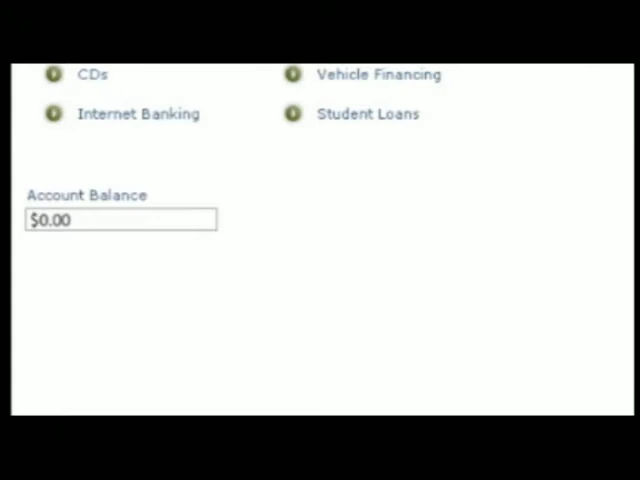 CDs Vehicle Financing
Internet Banking Student Loans
Account Balance
$0.00